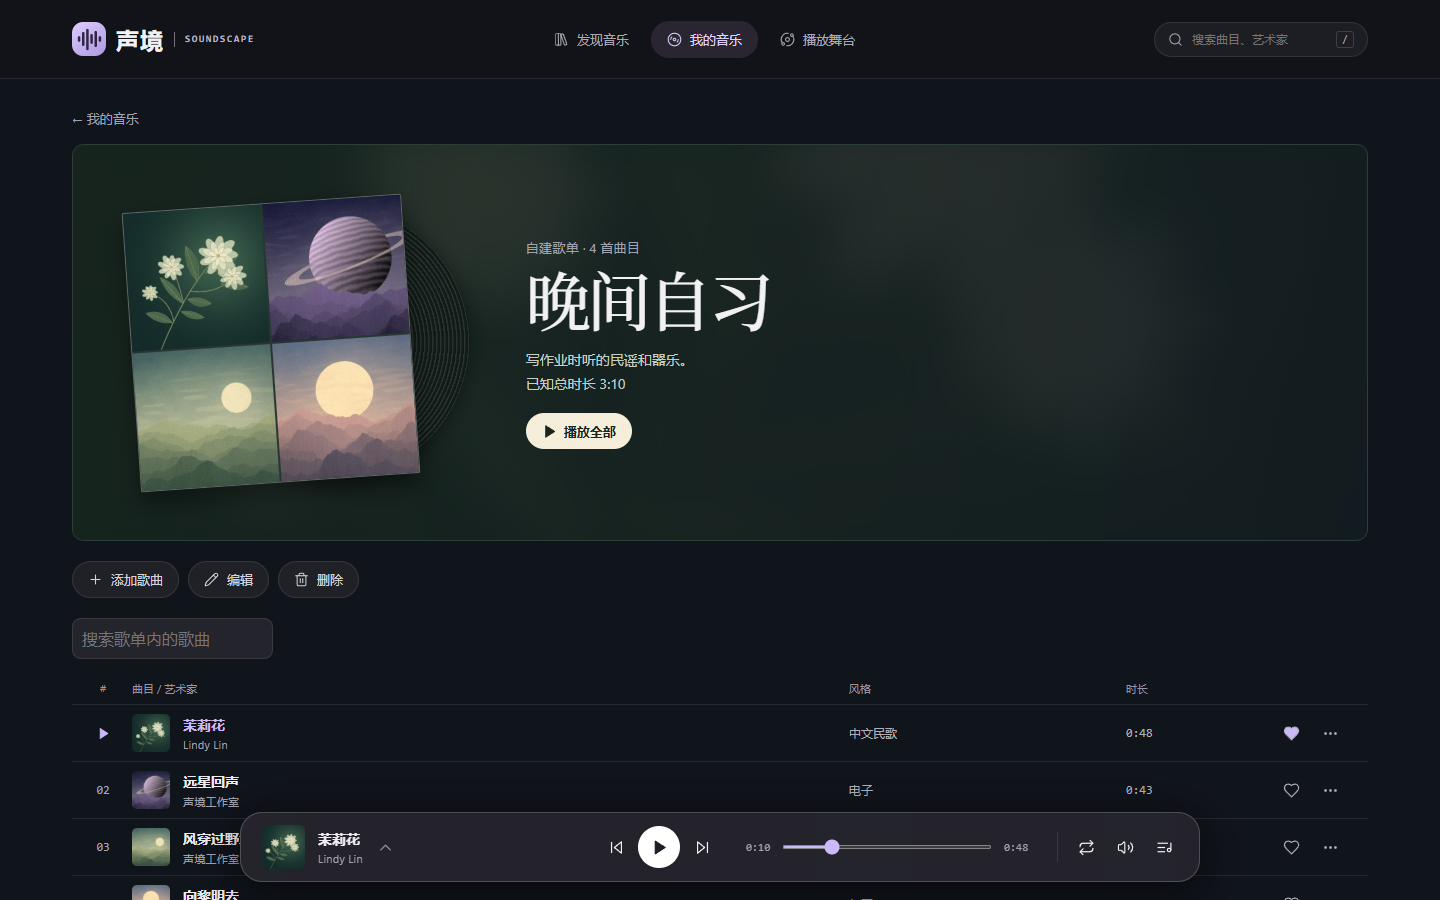 声境 SOUNDSCAPE 发现音乐 我的音乐 播放舞台 搜索曲目、艺术家 /
← 我的音乐
自建歌单 · 4 首曲目
晚间自习
写作业时听的民谣和器乐。
已知总时长 3:10
播放全部
添加歌曲 编辑 删除
搜索歌单内的歌曲
# 曲目 / 艺术家 风格 时长
茉莉花 中文民歌 0:48
Lindy Lin
02 远星回声 电子 0:43
声境工作室
03 风穿过野
声境工作室
茉莉花
Lindy Lin
0:10 0:48
向黎明去